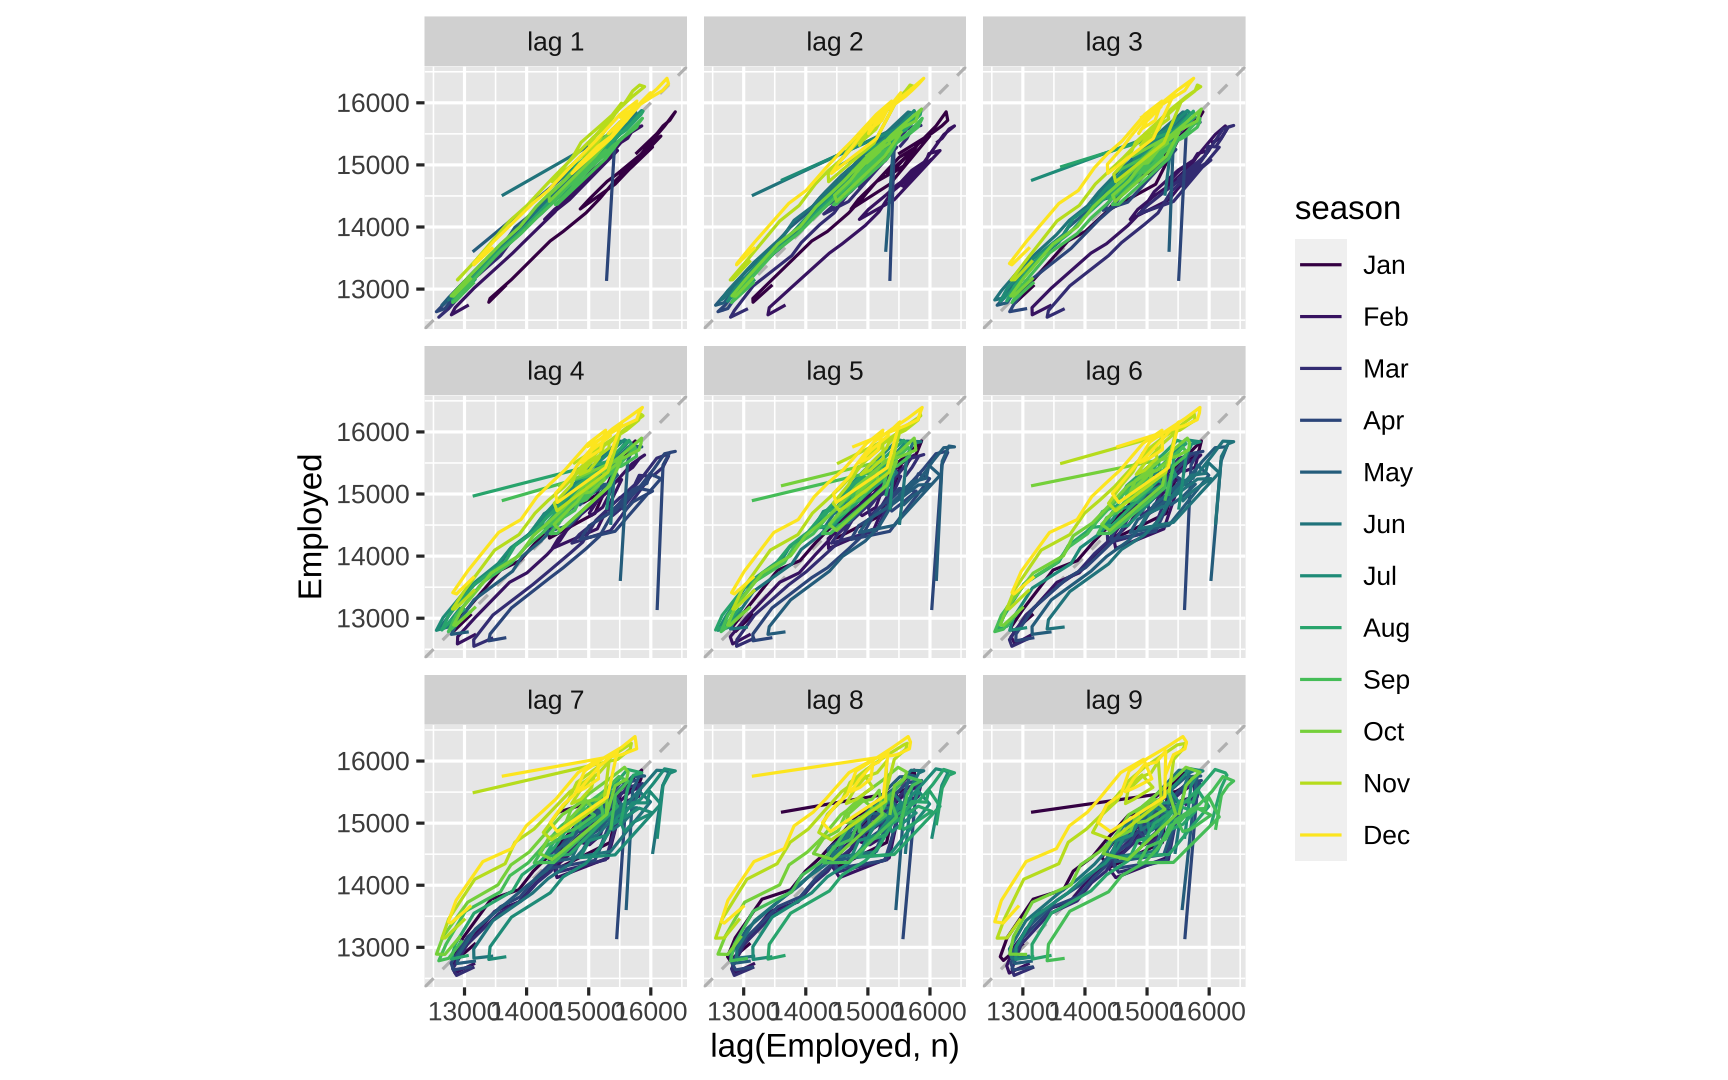 lag 1
lag 2
lag 3
16000
15000
14000
13000
lag 4
lag 5
lag 6
16000
15000
14000
13000
lag 7
lag 8
lag 9
16000
15000
14000
13000
13000 14000 15000 16000
13000 14000 15000 16000
13000 14000 15000 16000
lag(Employed, n)
Employed
season
Jan
Feb
Mar
Apr
May
Jun
Jul
Aug
Sep
Oct
Nov
Dec